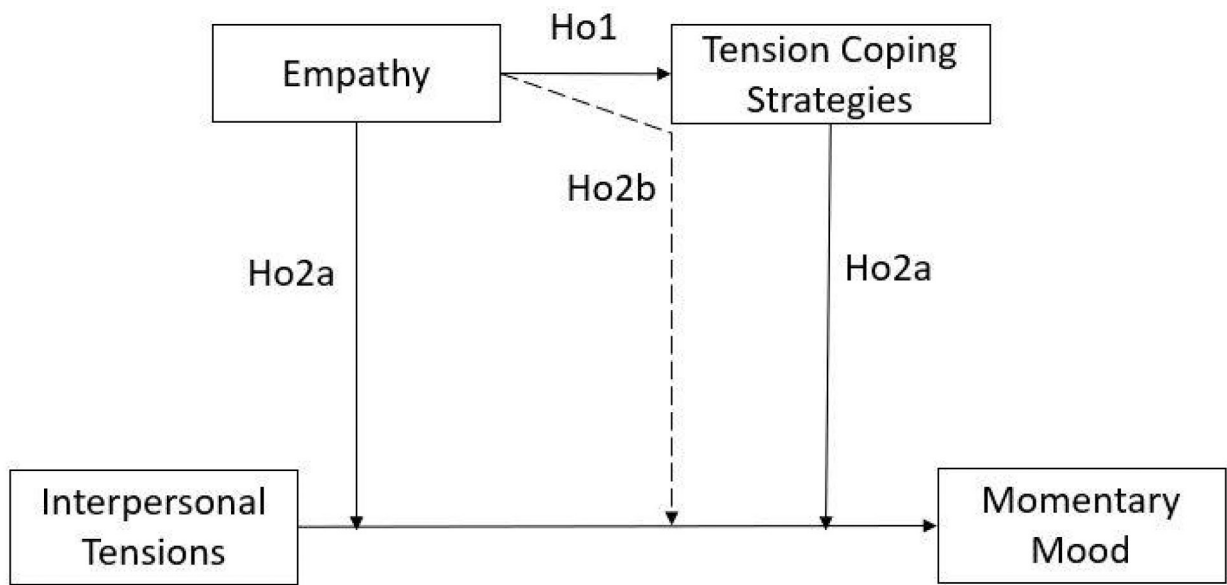 Ho1
Empathy
Tension Coping
Strategies
Ho2b
Ho2a
Ho2a
Interpersonal
Tensions
Momentary
Mood